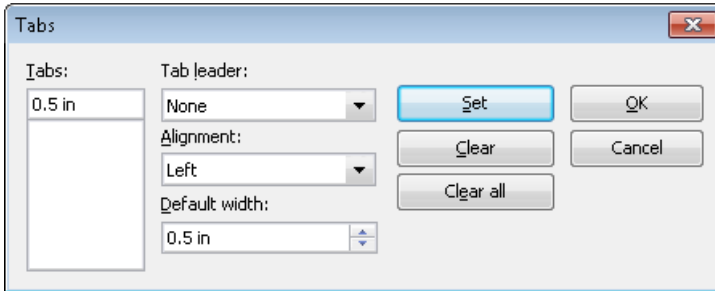 Tabs
Tabs:
0.5 in
Tab leader:
None
Alignment:
Left
Default width:
0.5 in
Set
Clear
Clear all
OK
Cancel